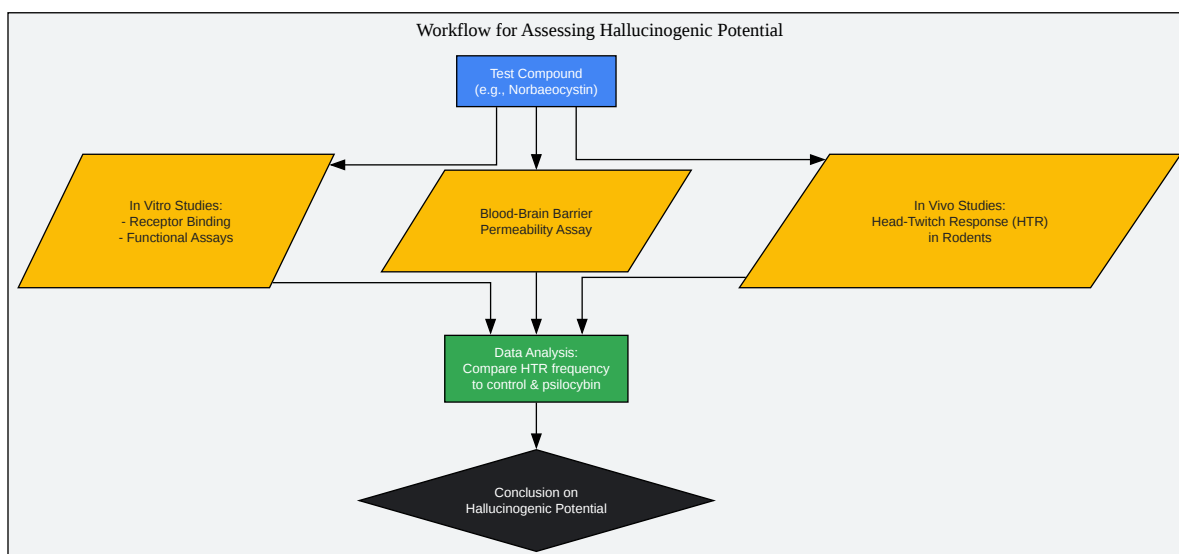 Workflow for Assessing Hallucinogenic Potential
Test Compound
(e.g., Norbaeocystin)
In Vitro Studies:
- Receptor Binding
- Functional Assays
Blood-Brain Barrier
Permeability Assay
In Vivo Studies:
Head-Twitch Response (HTR)
in Rodents
Data Analysis:
Compare HTR frequency
to control & psilocybin
Conclusion on
Hallucinogenic Potential